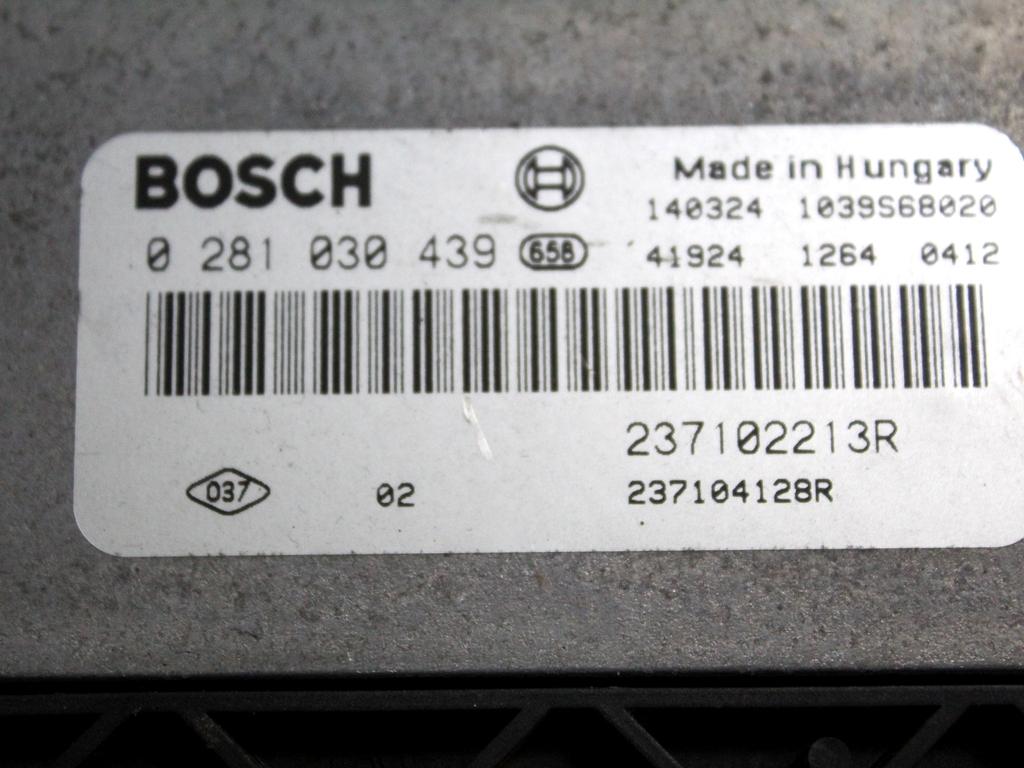 BOSCH
Made in Hungary
140324 1039S68020
0 281 030 439 658 41924 1264 0412
237102213R
037 02 237104128R